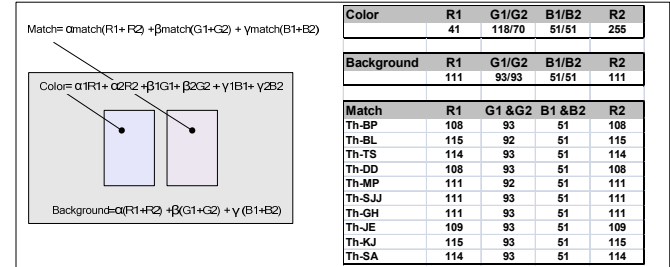 Match= αmatch(R1+ R2) +βmatch(G1+G2) + γmatch(B1+B2)
Color= α1R1+ α2R2 +β1G1+ β2G2 + γ1B1+ γ2B2
Background=α(R1+R2) +β(G1+G2) + γ (B1+B2)
Color R1 G1/G2 B1/B2 R2
41 118/70 51/51 255
Background R1 G1/G2 B1/B2 R2
111 93/93 51/51 111
Match R1 G1 &G2 B1 &B2 R2
Th-BP 108 93 51 108
Th-BL 115 92 51 115
Th-TS 114 93 51 114
Th-DD 108 93 51 108
Th-MP 111 92 51 111
Th-SJJ 111 93 51 111
Th-GH 111 93 51 111
Th-JE 109 93 51 109
Th-KJ 115 93 51 115
Th-SA 114 93 51 114